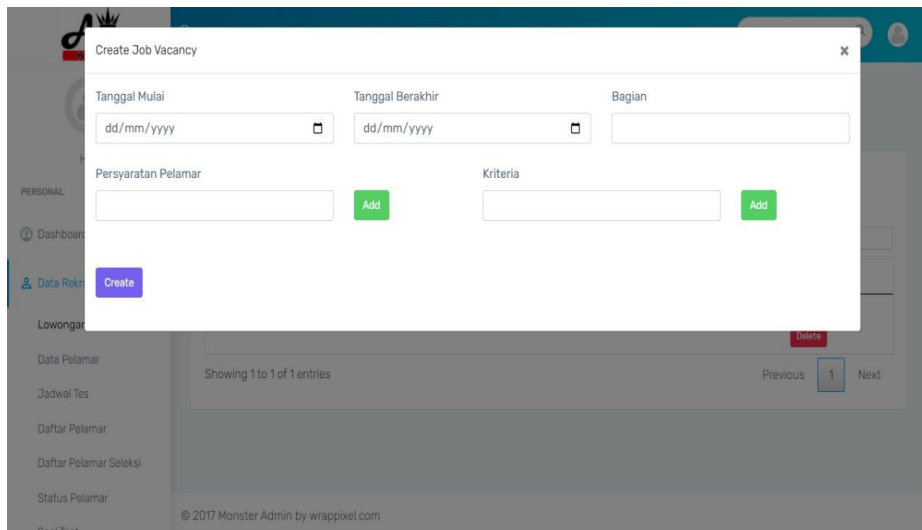 Create Job Vacancy
×
Tanggal Mulai
Tanggal Berakhir
Bagian
dd/mm/yyyy
dd/mm/yyyy
Persyaratan Pelamar
Kriteria
Add
Add
Create
PERSONAL
Dashboard
Data Rekr
Lowongan
Data Pelamar
Jadwal Tes
Daftar Pelamar
Daftar Pelamar Seleksi
Status Pelamar
Delete
Showing 1 to 1 of 1 entries
Previous 1 Next
© 2017 Monster Admin by wrappixel.com